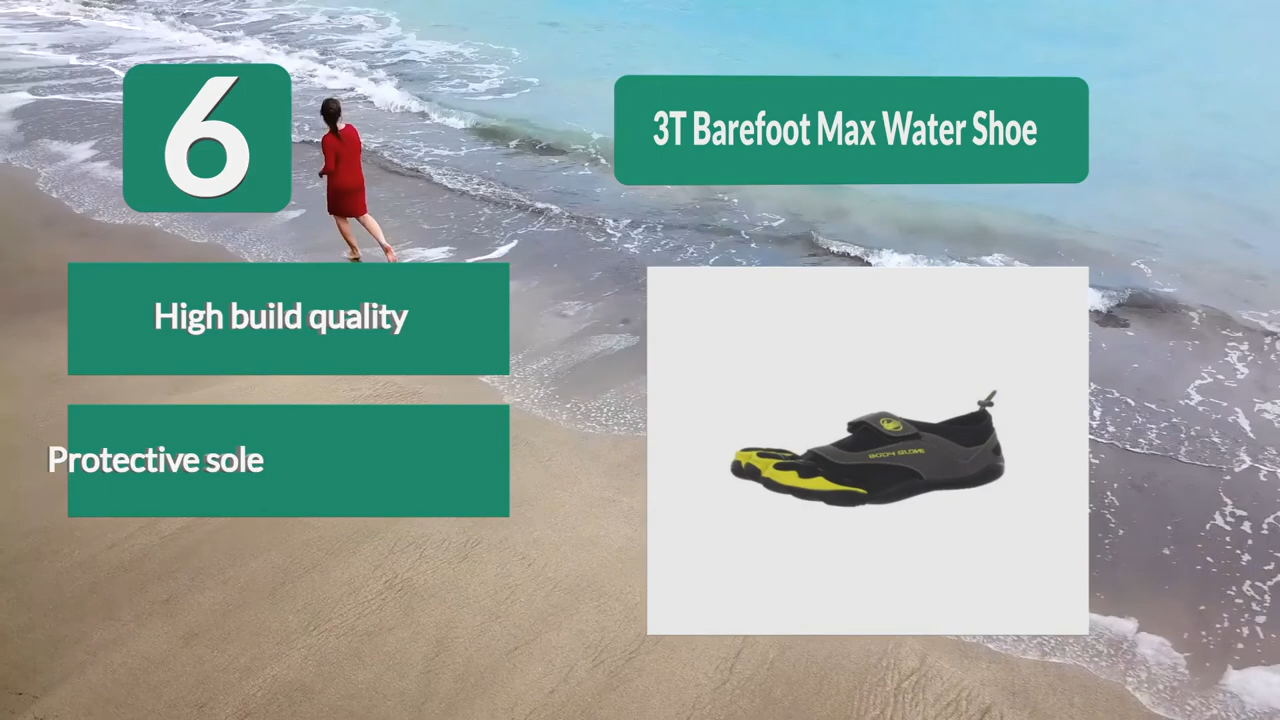 6
3T Barefoot Max Water Shoe
High build quality
Protective sole
BODY GLOVE